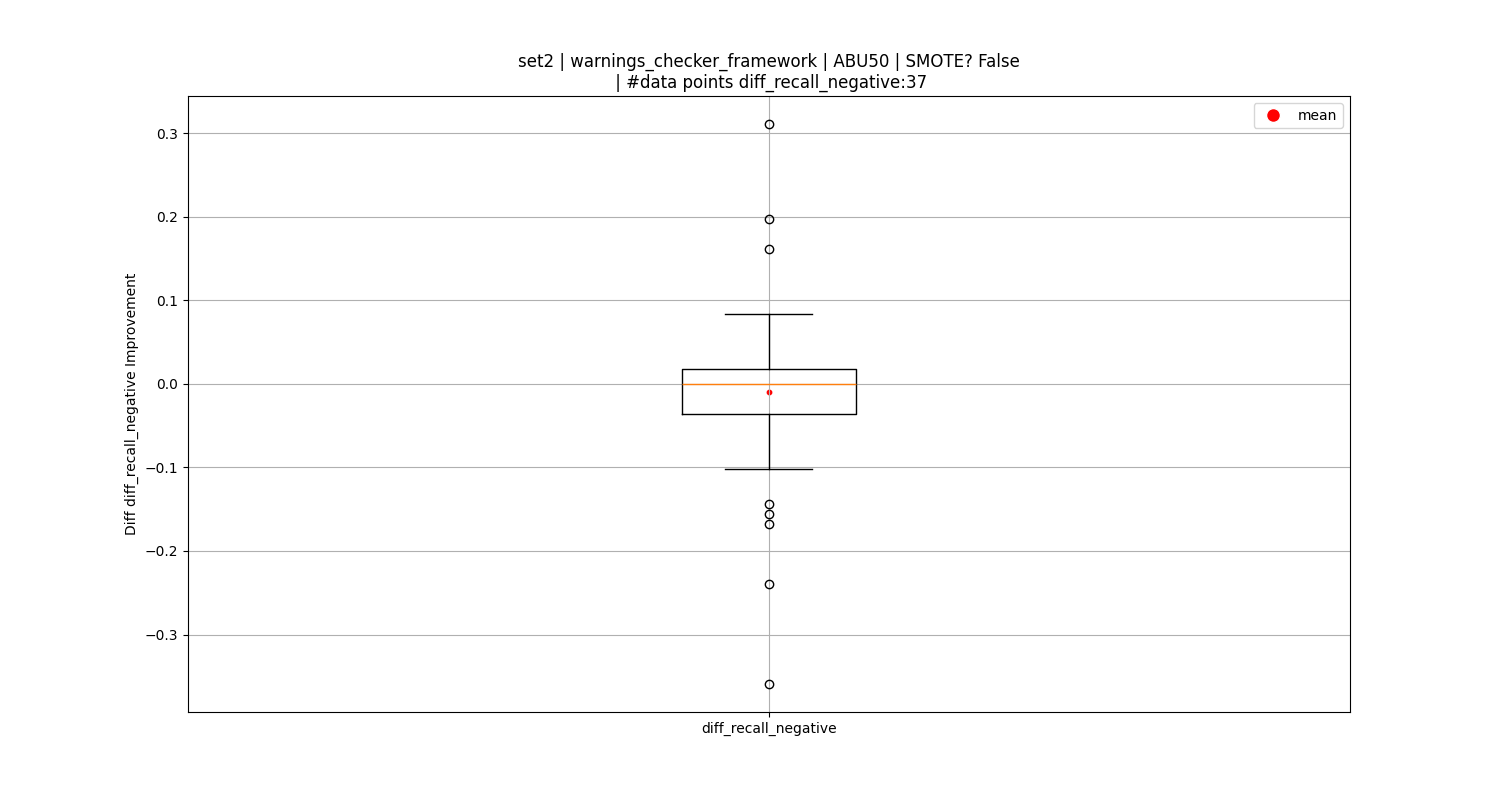 set2 | warnings_checker_framework | ABU50 | SMOTE? False
| #data points diff_recall_negative:37
mean
0.3
0.2
0.1
0.0
−0.1
−0.2
−0.3
Diff diff_recall_negative Improvement
diff_recall_negative